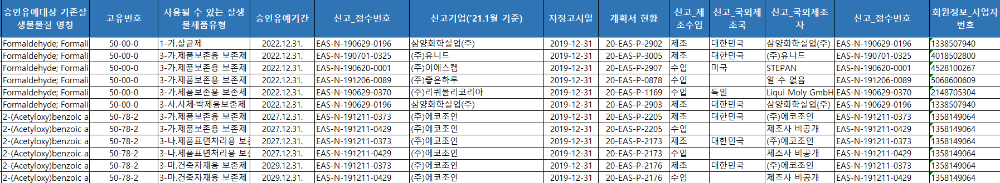 승인유예대상 기존살
생물물질 명칭
고유번호
사용될 수 있는 살생
물제품유형
승인유예기간
신고_접수번호
신고기업('21.1월 기준)
지정고시일
계획서 현황
신고_제
조수입
신고_국외제
조국
신고_국외제조
자
신고_접수번호
회원정보_사업자
번호
Formaldehyde; Formali 50-00-0 1-가.살균제 2022.12.31. EAS-N-190629-0196 삼양화학실업(주) 2019-12-31 20-EAS-P-2902 제조 대한민국 삼양화학실업(주) EAS-N-190629-0196 1338507940
Formaldehyde; Formali 50-00-0 3-가.제품보존용 보존제 2022.12.31. EAS-N-190701-0325 (주)유니드 2019-12-31 20-EAS-P-3005 제조 대한민국 (주)유니드 EAS-N-190701-0325 4018502800
Formaldehyde; Formali 50-00-0 3-가.제품보존용 보존제 2022.12.31. EAS-N-190620-0001 (주)이에스켐 2019-12-31 20-EAS-P-2907 수입 미국 STEPAN EAS-N-190620-0001 4528100267
Formaldehyde; Formali 50-00-0 3-가.제품보존용 보존제 2022.12.31. EAS-N-191206-0089 (주)좋은하루 2019-12-31 20-EAS-P-0878 수입 알 수 없음 EAS-N-191206-0089 5068600609
Formaldehyde; Formali 50-00-0 3-가.제품보존용 보존제 2022.12.31. EAS-N-190629-0370 (주)리퀴몰리코리아 2019-12-31 20-EAS-P-1169 수입 독일 Liqui Moly GmbH EAS-N-190629-0370 2148705304
Formaldehyde; Formali 50-00-0 3-사.사체·박제용보존제 2022.12.31. EAS-N-190629-0196 삼양화학실업(주) 2019-12-31 20-EAS-P-2903 제조 대한민국 삼양화학실업(주) EAS-N-190629-0196 1338507940
2-(Acetyloxy)benzoic a 50-78-2 3-가.제품보존용 보존제 2027.12.31. EAS-N-191211-0373 (주)에코조인 2019-12-31 20-EAS-P-2205 제조 대한민국 (주)에코조인 EAS-N-191211-0373 1358149064
2-(Acetyloxy)benzoic a 50-78-2 3-가.제품보존용 보존제 2027.12.31. EAS-N-191211-0429 (주)에코조인 2019-12-31 20-EAS-P-2205 수입 제조사 비공개 EAS-N-191211-0429 1358149064
2-(Acetyloxy)benzoic a 50-78-2 3-나.제품표면처리용 보존 2027.12.31. EAS-N-191211-0373 (주)에코조인 2019-12-31 20-EAS-P-2173 제조 대한민국 (주)에코조인 EAS-N-191211-0373 1358149064
2-(Acetyloxy)benzoic a 50-78-2 3-나.제품표면처리용 보존 2027.12.31. EAS-N-191211-0429 (주)에코조인 2019-12-31 20-EAS-P-2173 수입 제조사 비공개 EAS-N-191211-0429 1358149064
2-(Acetyloxy)benzoic a 50-78-2 3-마.건축자재용 보존제 2029.12.31. EAS-N-191211-0373 (주)에코조인 2019-12-31 20-EAS-P-2176 제조 대한민국 (주)에코조인 EAS-N-191211-0373 1358149064
2-(Acetyloxy)benzoic a 50-78-2 3-마.건축자재용 보존제 2029.12.31. EAS-N-191211-0429 (주)에코조인 2019-12-31 20-EAS-P-2176 수입 제조사 비공개 EAS-N-191211-0429 1358149064